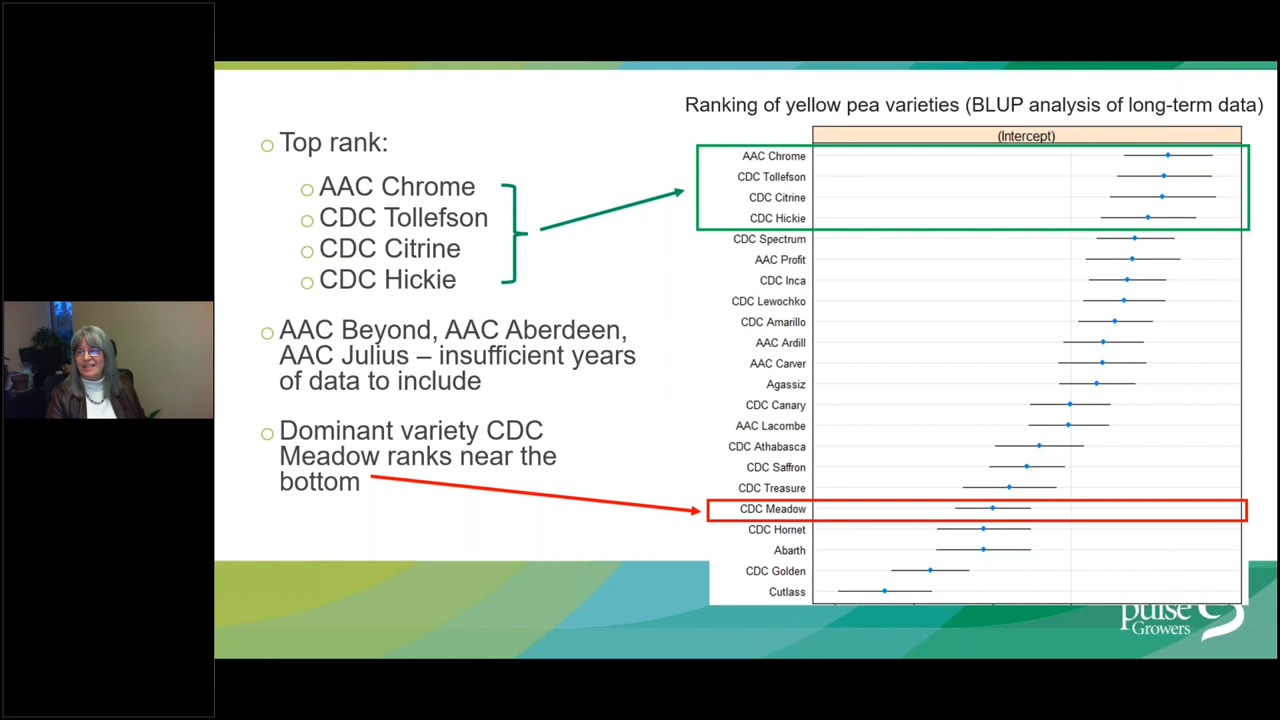 Ranking of yellow pea varieties (BLUP analysis of long-term data)
Top rank:
AAC Chrome
CDC Tollefson
CDC Citrine
CDC Hickie
AAC Beyond, AAC Aberdeen,
AAC Julius – insufficient years
of data to include
Dominant variety CDC
Meadow ranks near the
bottom
(Intercept)
AAC Chrome
CDC Tollefson
CDC Citrine
CDC Hickie
CDC Spectrum
AAC Profit
CDC Inca
CDC Lewochko
CDC Amarillo
AAC Ardill
AAC Carver
Agassiz
CDC Canary
AAC Lacombe
CDC Athabasca
CDC Saffron
CDC Treasure
CDC Meadow
CDC Hornet
Abarth
CDC Golden
Cutlass
pulse
Growers